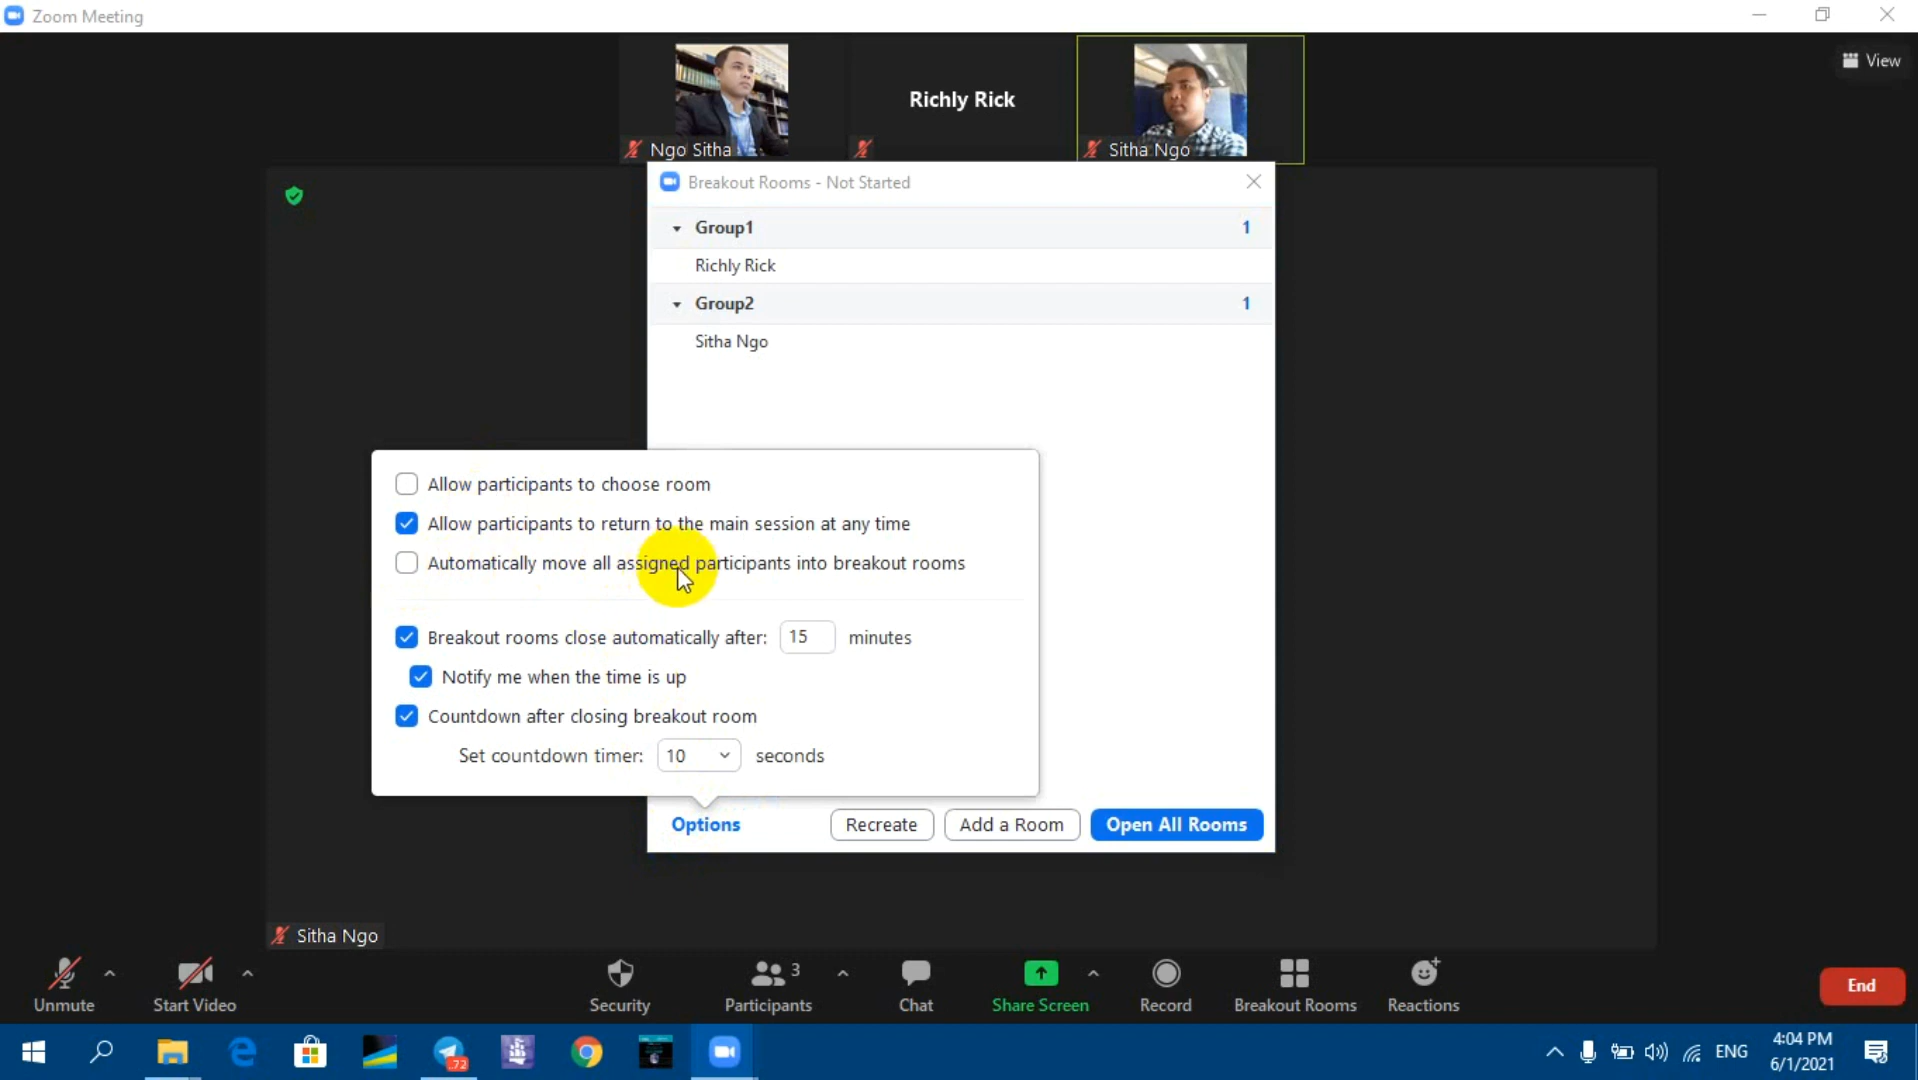 Zoom Meeting
View
Ngo Sitha
Richly Rick
Sitha Ngo
Breakout Rooms - Not Started
Group1 1
Richly Rick
Group2 1
Sitha Ngo
Allow participants to choose room
Allow participants to return to the main session at any time
Automatically move all assigned participants into breakout rooms
Breakout rooms close automatically after: 15 minutes
Notify me when the time is up
Countdown after closing breakout room
Set countdown timer: 10 seconds
Options Recreate Add a Room Open All Rooms
Sitha Ngo
3
Unmute Start Video Security Participants Chat Share Screen Record Breakout Rooms Reactions End
72
ENG
4:04 PM
6/1/2021